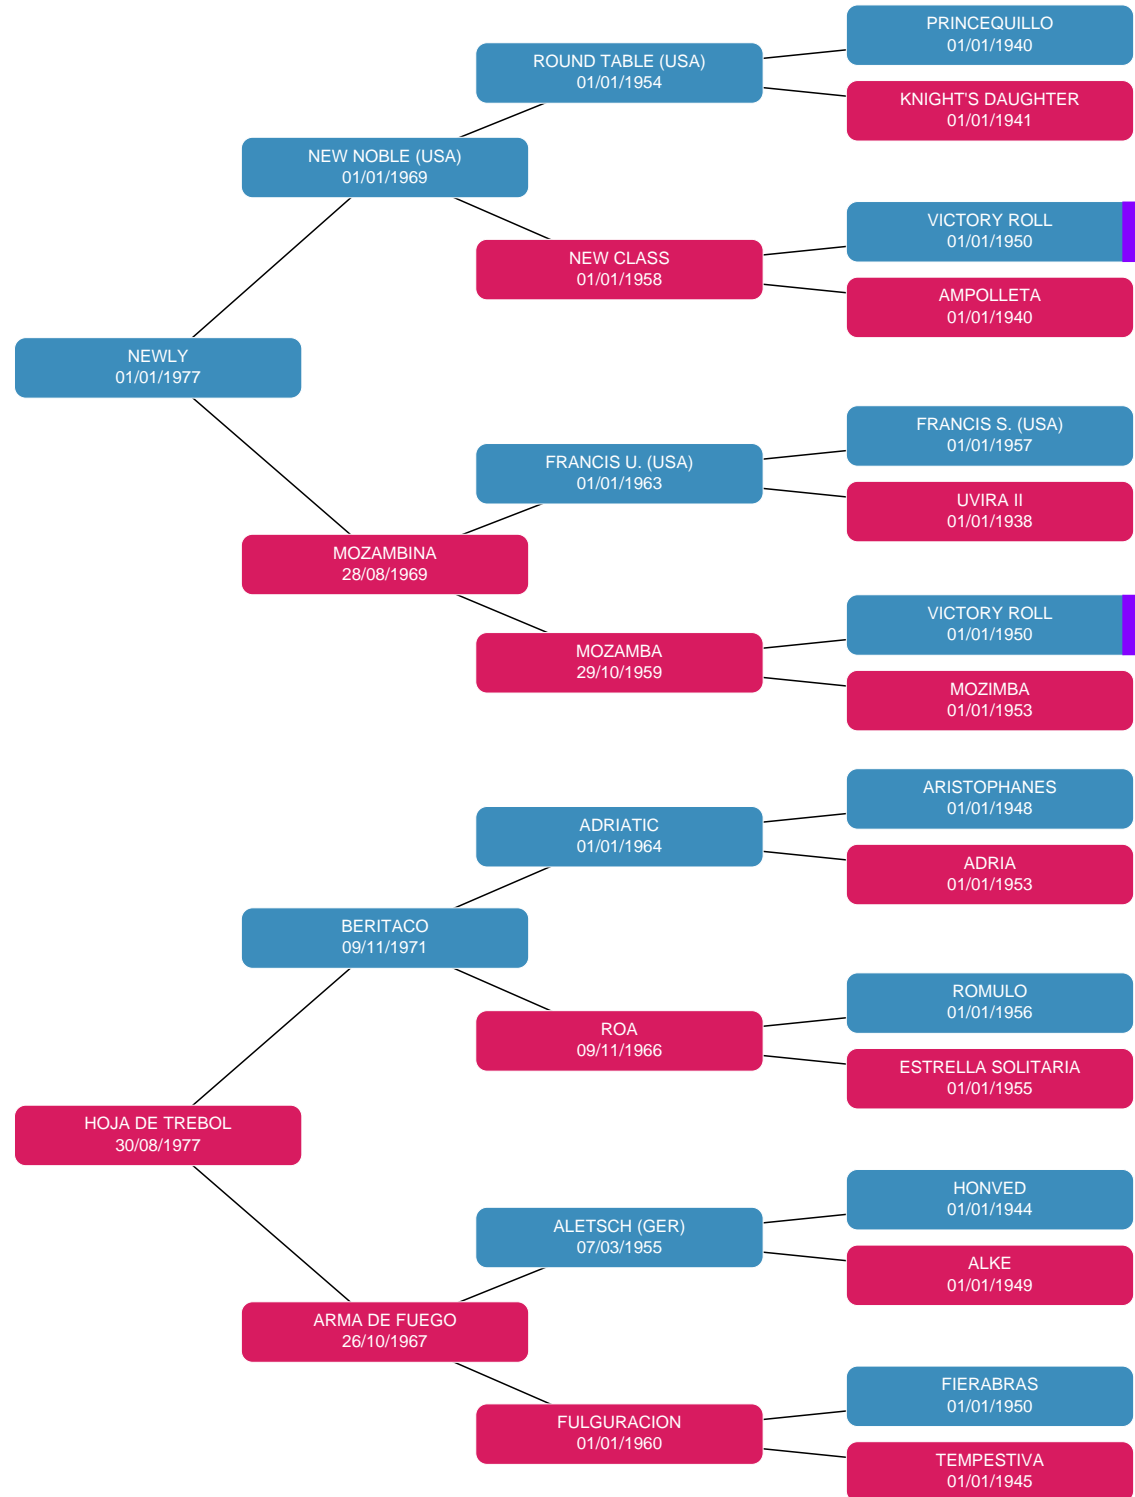 PRINCEQUILLO
01/01/1940
ROUND TABLE (USA)
01/01/1954
KNIGHT'S DAUGHTER
01/01/1941
NEW NOBLE (USA)
01/01/1969
VICTORY ROLL
01/01/1950
NEW CLASS
01/01/1958
AMPOLLETA
01/01/1940
NEWLY
01/01/1977
FRANCIS S. (USA)
01/01/1957
FRANCIS U. (USA)
01/01/1963
UVIRA II
01/01/1938
MOZAMBINA
28/08/1969
VICTORY ROLL
01/01/1950
MOZAMBA
29/10/1959
MOZIMBA
01/01/1953
ARISTOPHANES
01/01/1948
ADRIATIC
01/01/1964
ADRIA
01/01/1953
BERITACO
09/11/1971
ROMULO
01/01/1956
ROA
09/11/1966
ESTRELLA SOLITARIA
01/01/1955
HOJA DE TREBOL
30/08/1977
HONVED
01/01/1944
ALETSCH (GER)
07/03/1955
ALKE
01/01/1949
ARMA DE FUEGO
26/10/1967
FIERABRAS
01/01/1950
FULGURACION
01/01/1960
TEMPESTIVA
01/01/1945